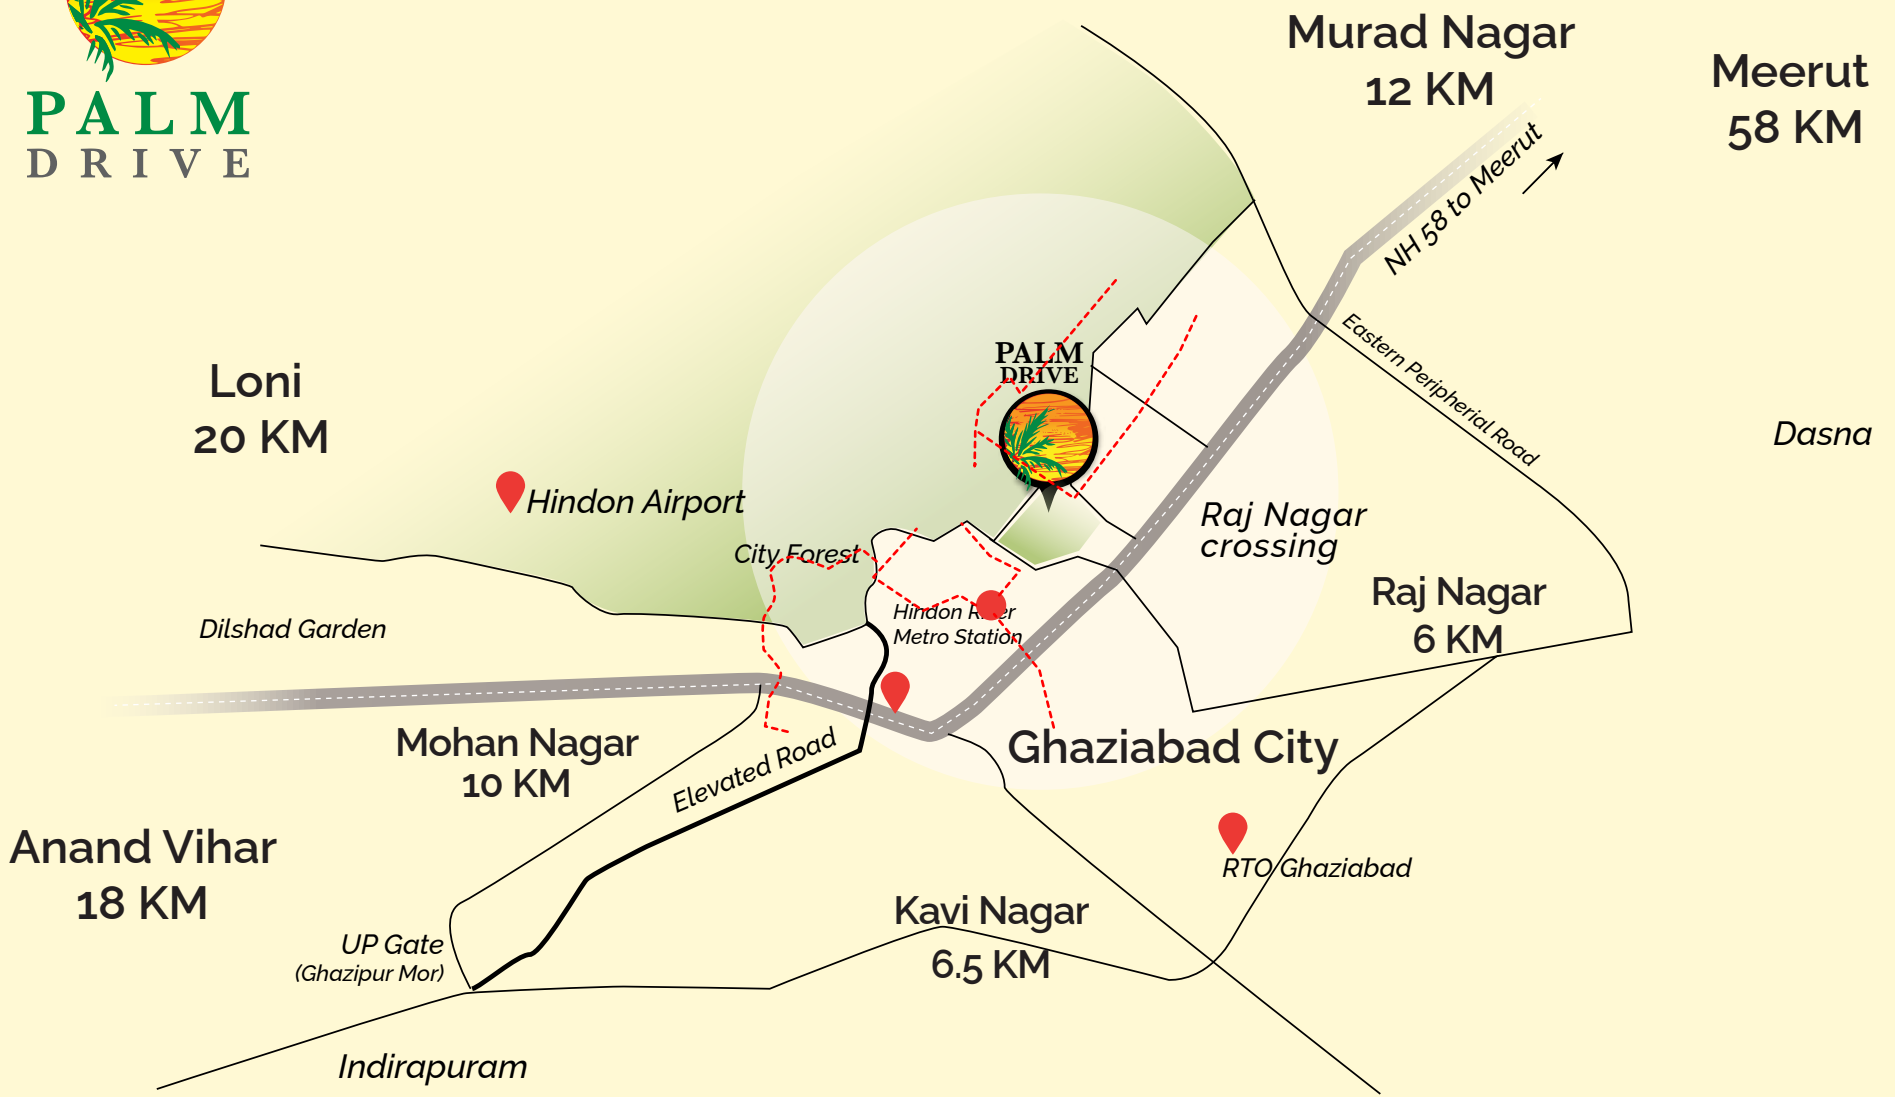 PALM
DRIVE
Murad Nagar
12 KM
Meerut
58 KM
NH 58 to Meerut
Eastern Peripherial Road
Loni
20 KM
PALM
DRIVE
Dasna
Hindon Airport
Raj Nagar
crossing
City Forest
Raj Nagar
6 KM
Dilshad Garden
Hindon River
Metro Station
Mohan Nagar
10 KM
Elevated Road
Ghaziabad City
Anand Vihar
18 KM
RTO Ghaziabad
Kavi Nagar
6.5 KM
UP Gate
(Ghazipur Mor)
Indirapuram